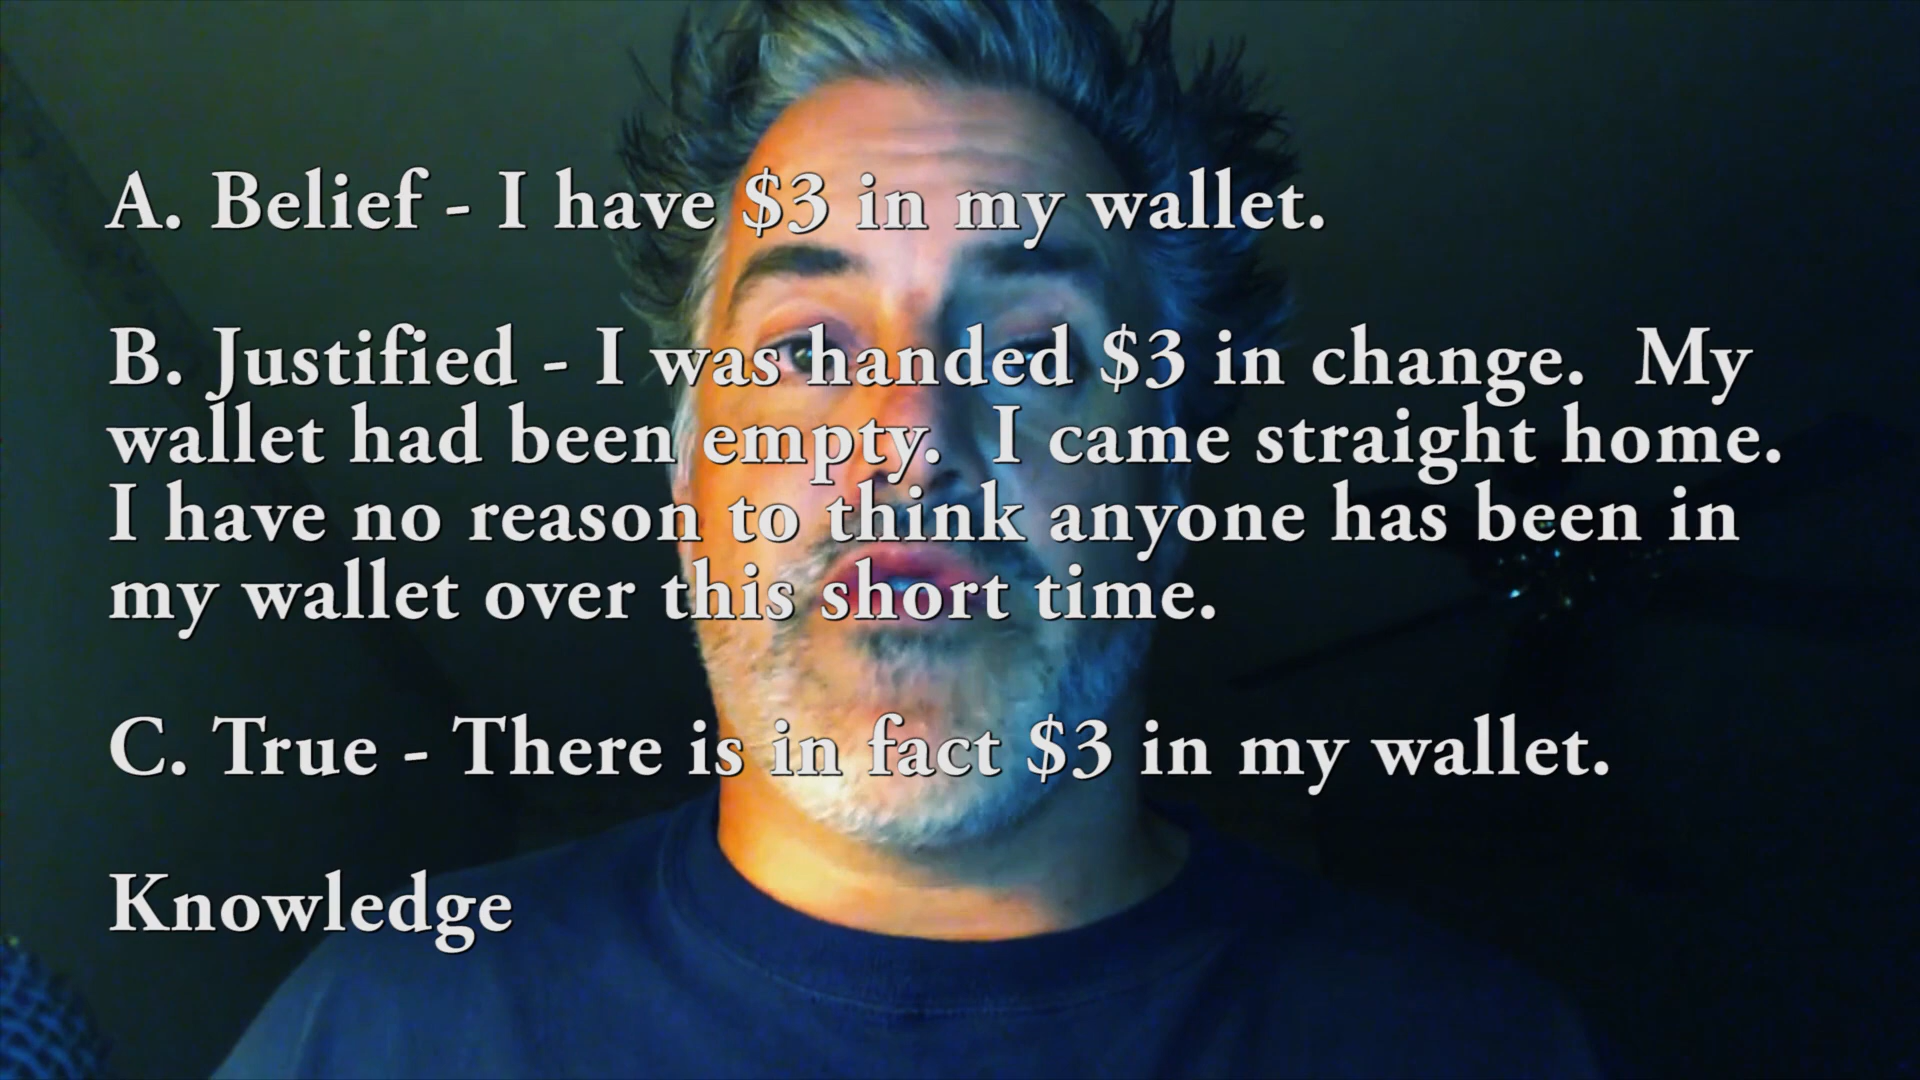 A. Belief - I have $3 in my wallet.
B. Justified - I was handed $3 in change.  My
wallet had been empty.  I came straight home.
I have no reason to think anyone has been in
my wallet over this short time.
C. True - There is in fact $3 in my wallet.
Knowledge